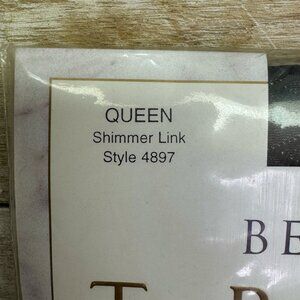 QUEEN
Shimmer Link
Style 4897
BE
T